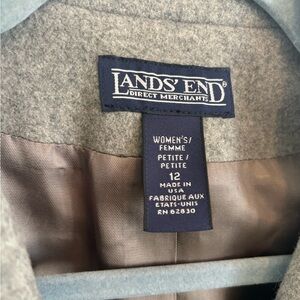 LANDS' END®
DIRECT MERCHANTS
WOMEN'S/
FEMME
PETITE/
PETITE
12
MADE IN
USA
FABRIQUE AUX
ETATS-UNIS
RN 62830